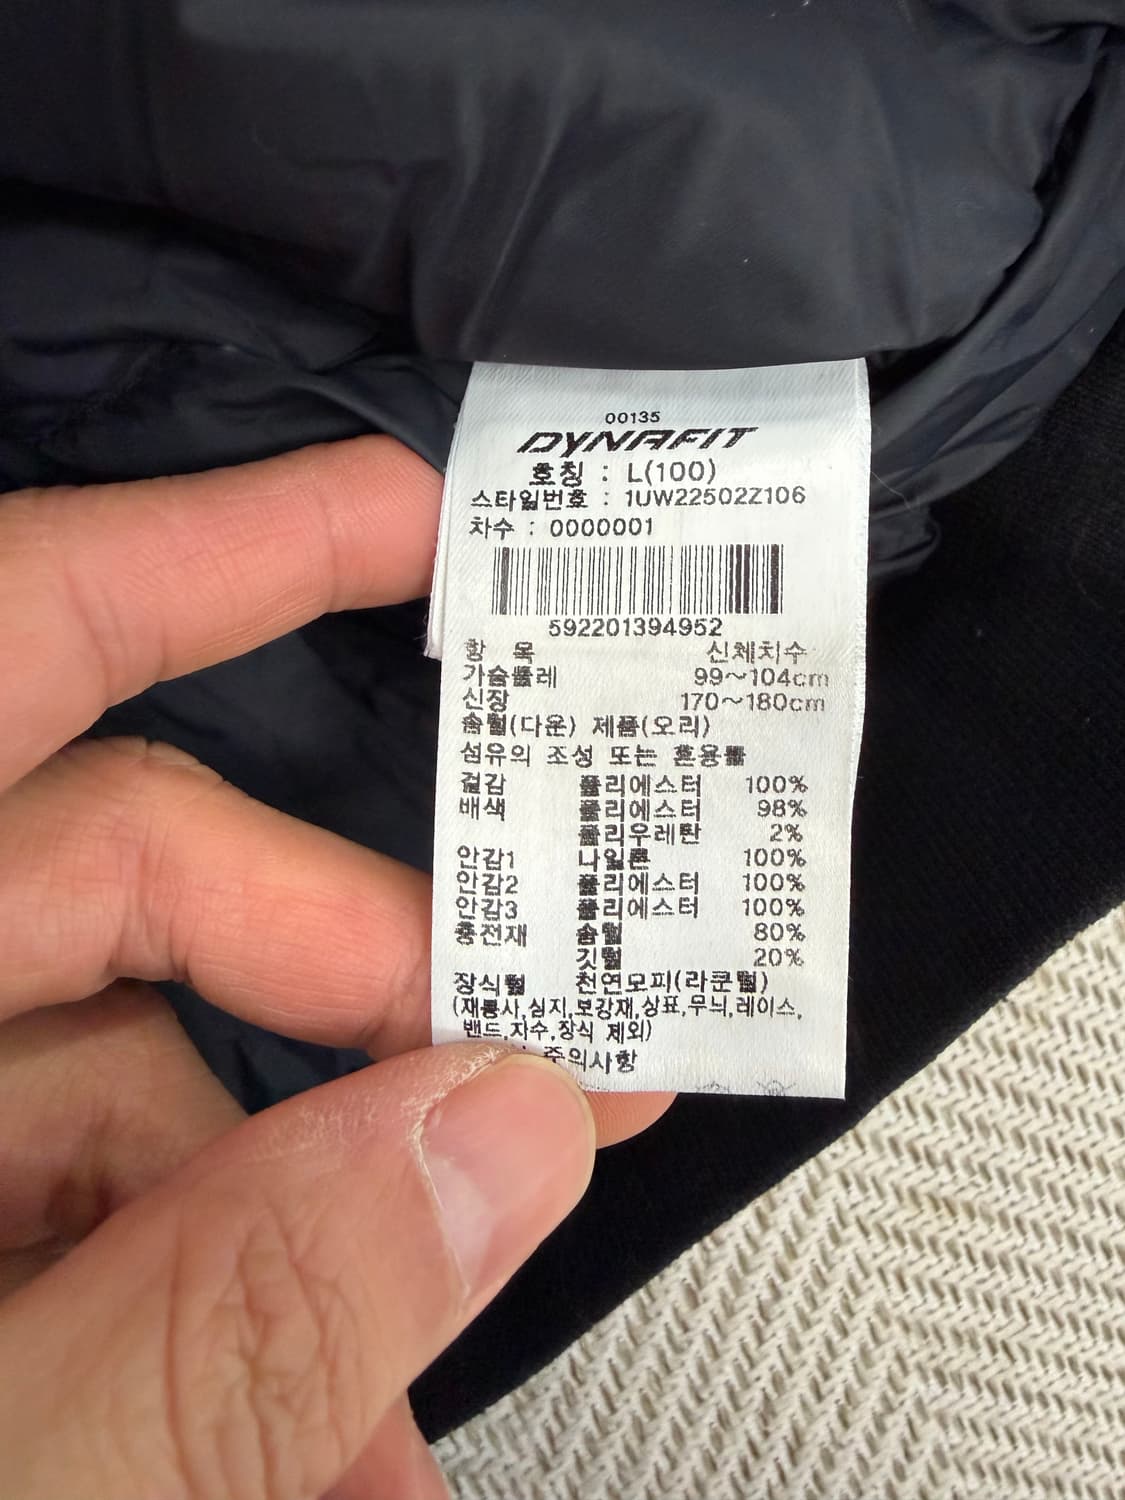 00135
DYNAFIT
호칭 : L(100)
스타일번호 : 1UW22502Z106
차수 : 0000001
592201394952
항 목 신체치수
가슴둘레 99~104cm
신장 170~180cm
솜털(다운) 제품(오리)
섬유의 조성 또는 혼용률
겉감 폴리에스터 100%
배색 폴리에스터 98%
폴리우레탄 2%
안감1 나일론 100%
안감2 폴리에스터 100%
안감3 폴리에스터 100%
충전재 솜털 80%
깃털 20%
장식털 천연모피(라쿤털)
(재봉사,심지,보강재,상표,무늬,레이스,
밴드,자수,장식 제외)
주의사항